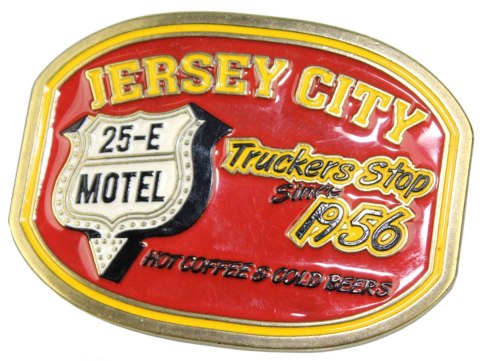 JERSEY CITY
25-E
MOTEL
Truckers Stop
Since
1956
HOT COFFEE & COLD BEERS